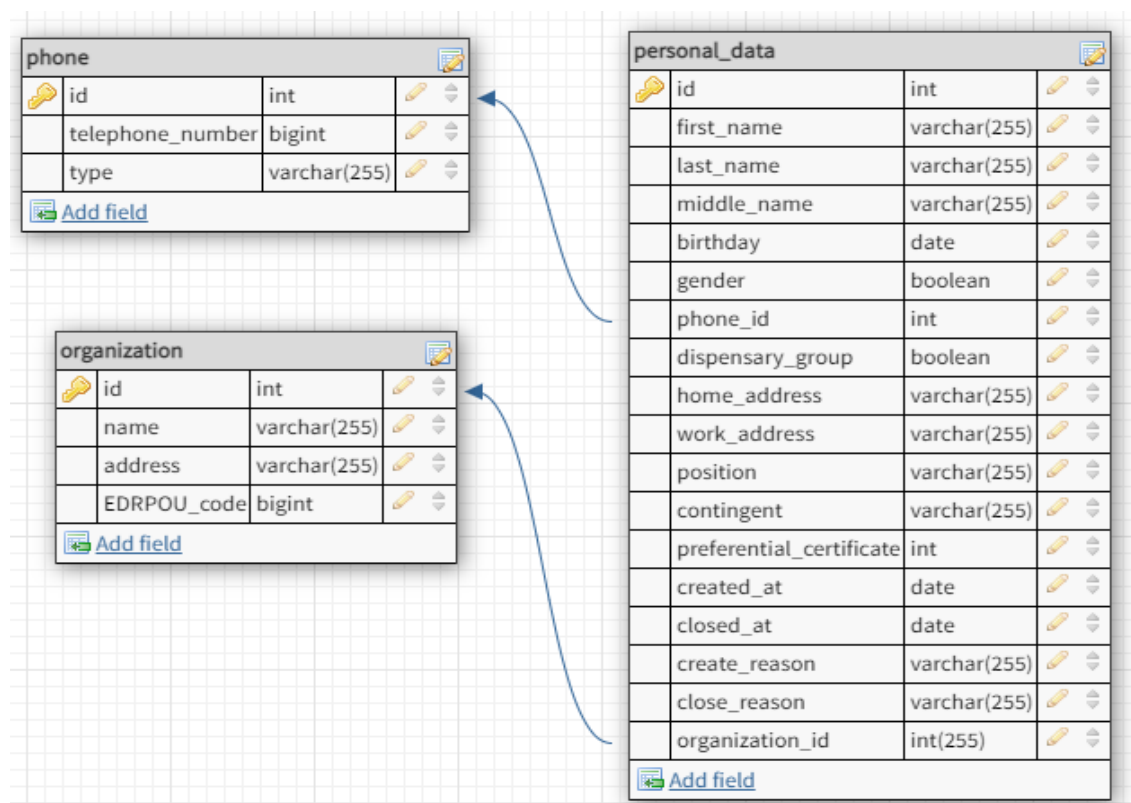 phone
id int
telephone_number bigint
type varchar(255)
Add field
organization
id int
name varchar(255)
address varchar(255)
EDRPOU_code bigint
Add field
personal_data
id int
first_name varchar(255)
last_name varchar(255)
middle_name varchar(255)
birthday date
gender boolean
phone_id int
dispensary_group boolean
home_address varchar(255)
work_address varchar(255)
position varchar(255)
contingent varchar(255)
preferential_certificate int
created_at date
closed_at date
create_reason varchar(255)
close_reason varchar(255)
organization_id int(255)
Add field